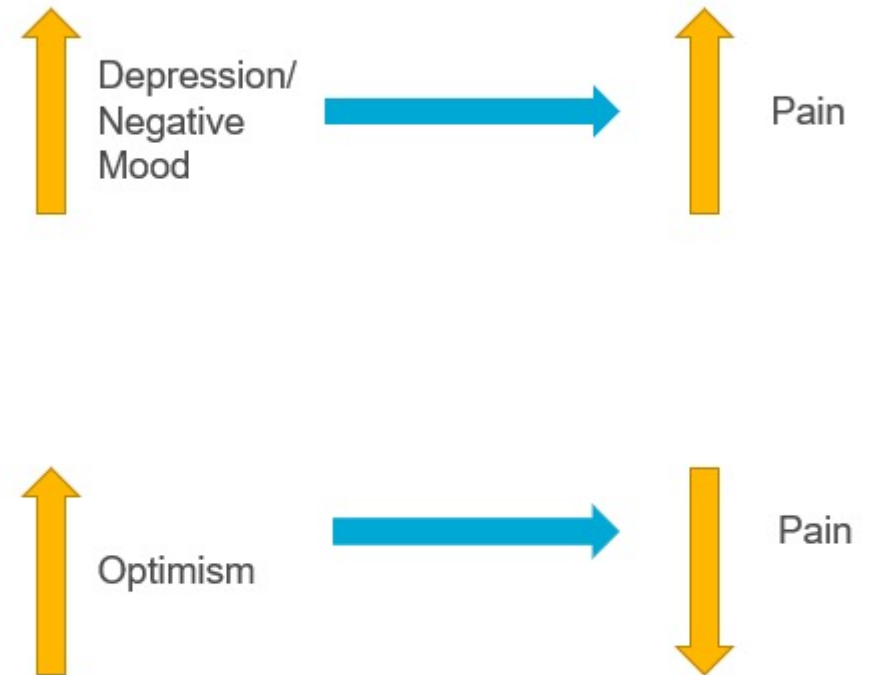 Depression/
Negative
Mood
Pain
Optimism
Pain